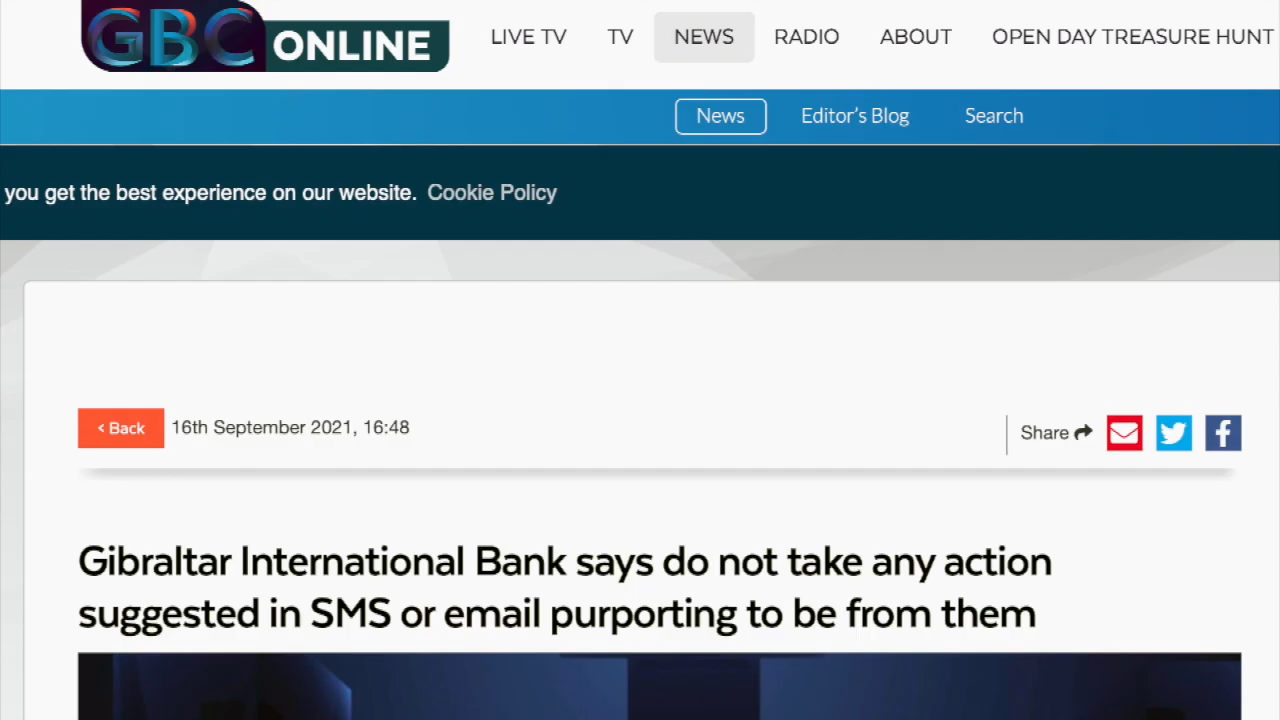 GBC ONLINE
LIVE TV TV NEWS RADIO ABOUT OPEN DAY TREASURE HUNT
News Editor's Blog Search
you get the best experience on our website. Cookie Policy
< Back 16th September 2021, 16:48 Share
Gibraltar International Bank says do not take any action
suggested in SMS or email purporting to be from them